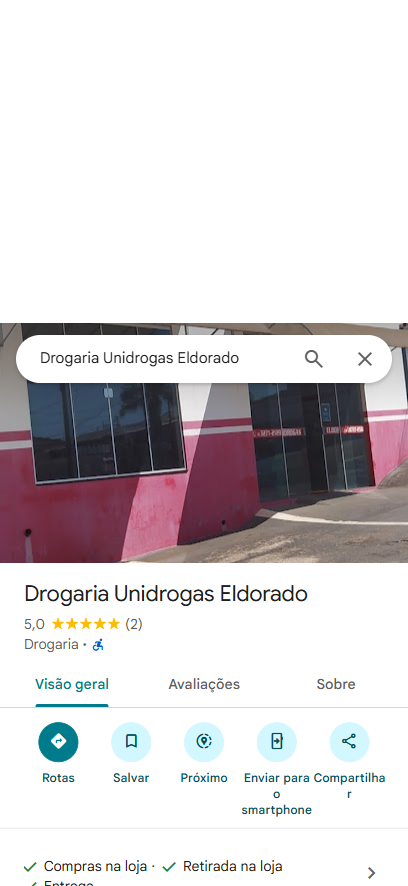 Drogaria Unidrogas Eldorado
Drogaria Unidrogas Eldorado
5,0 (2)
Drogaria ·
Visão geral
Avaliações
Sobre
Rotas
Salvar
Próximo
Enviar para o smartphone
Compartilhar
Compras na loja · Retirada na loja
Entrega